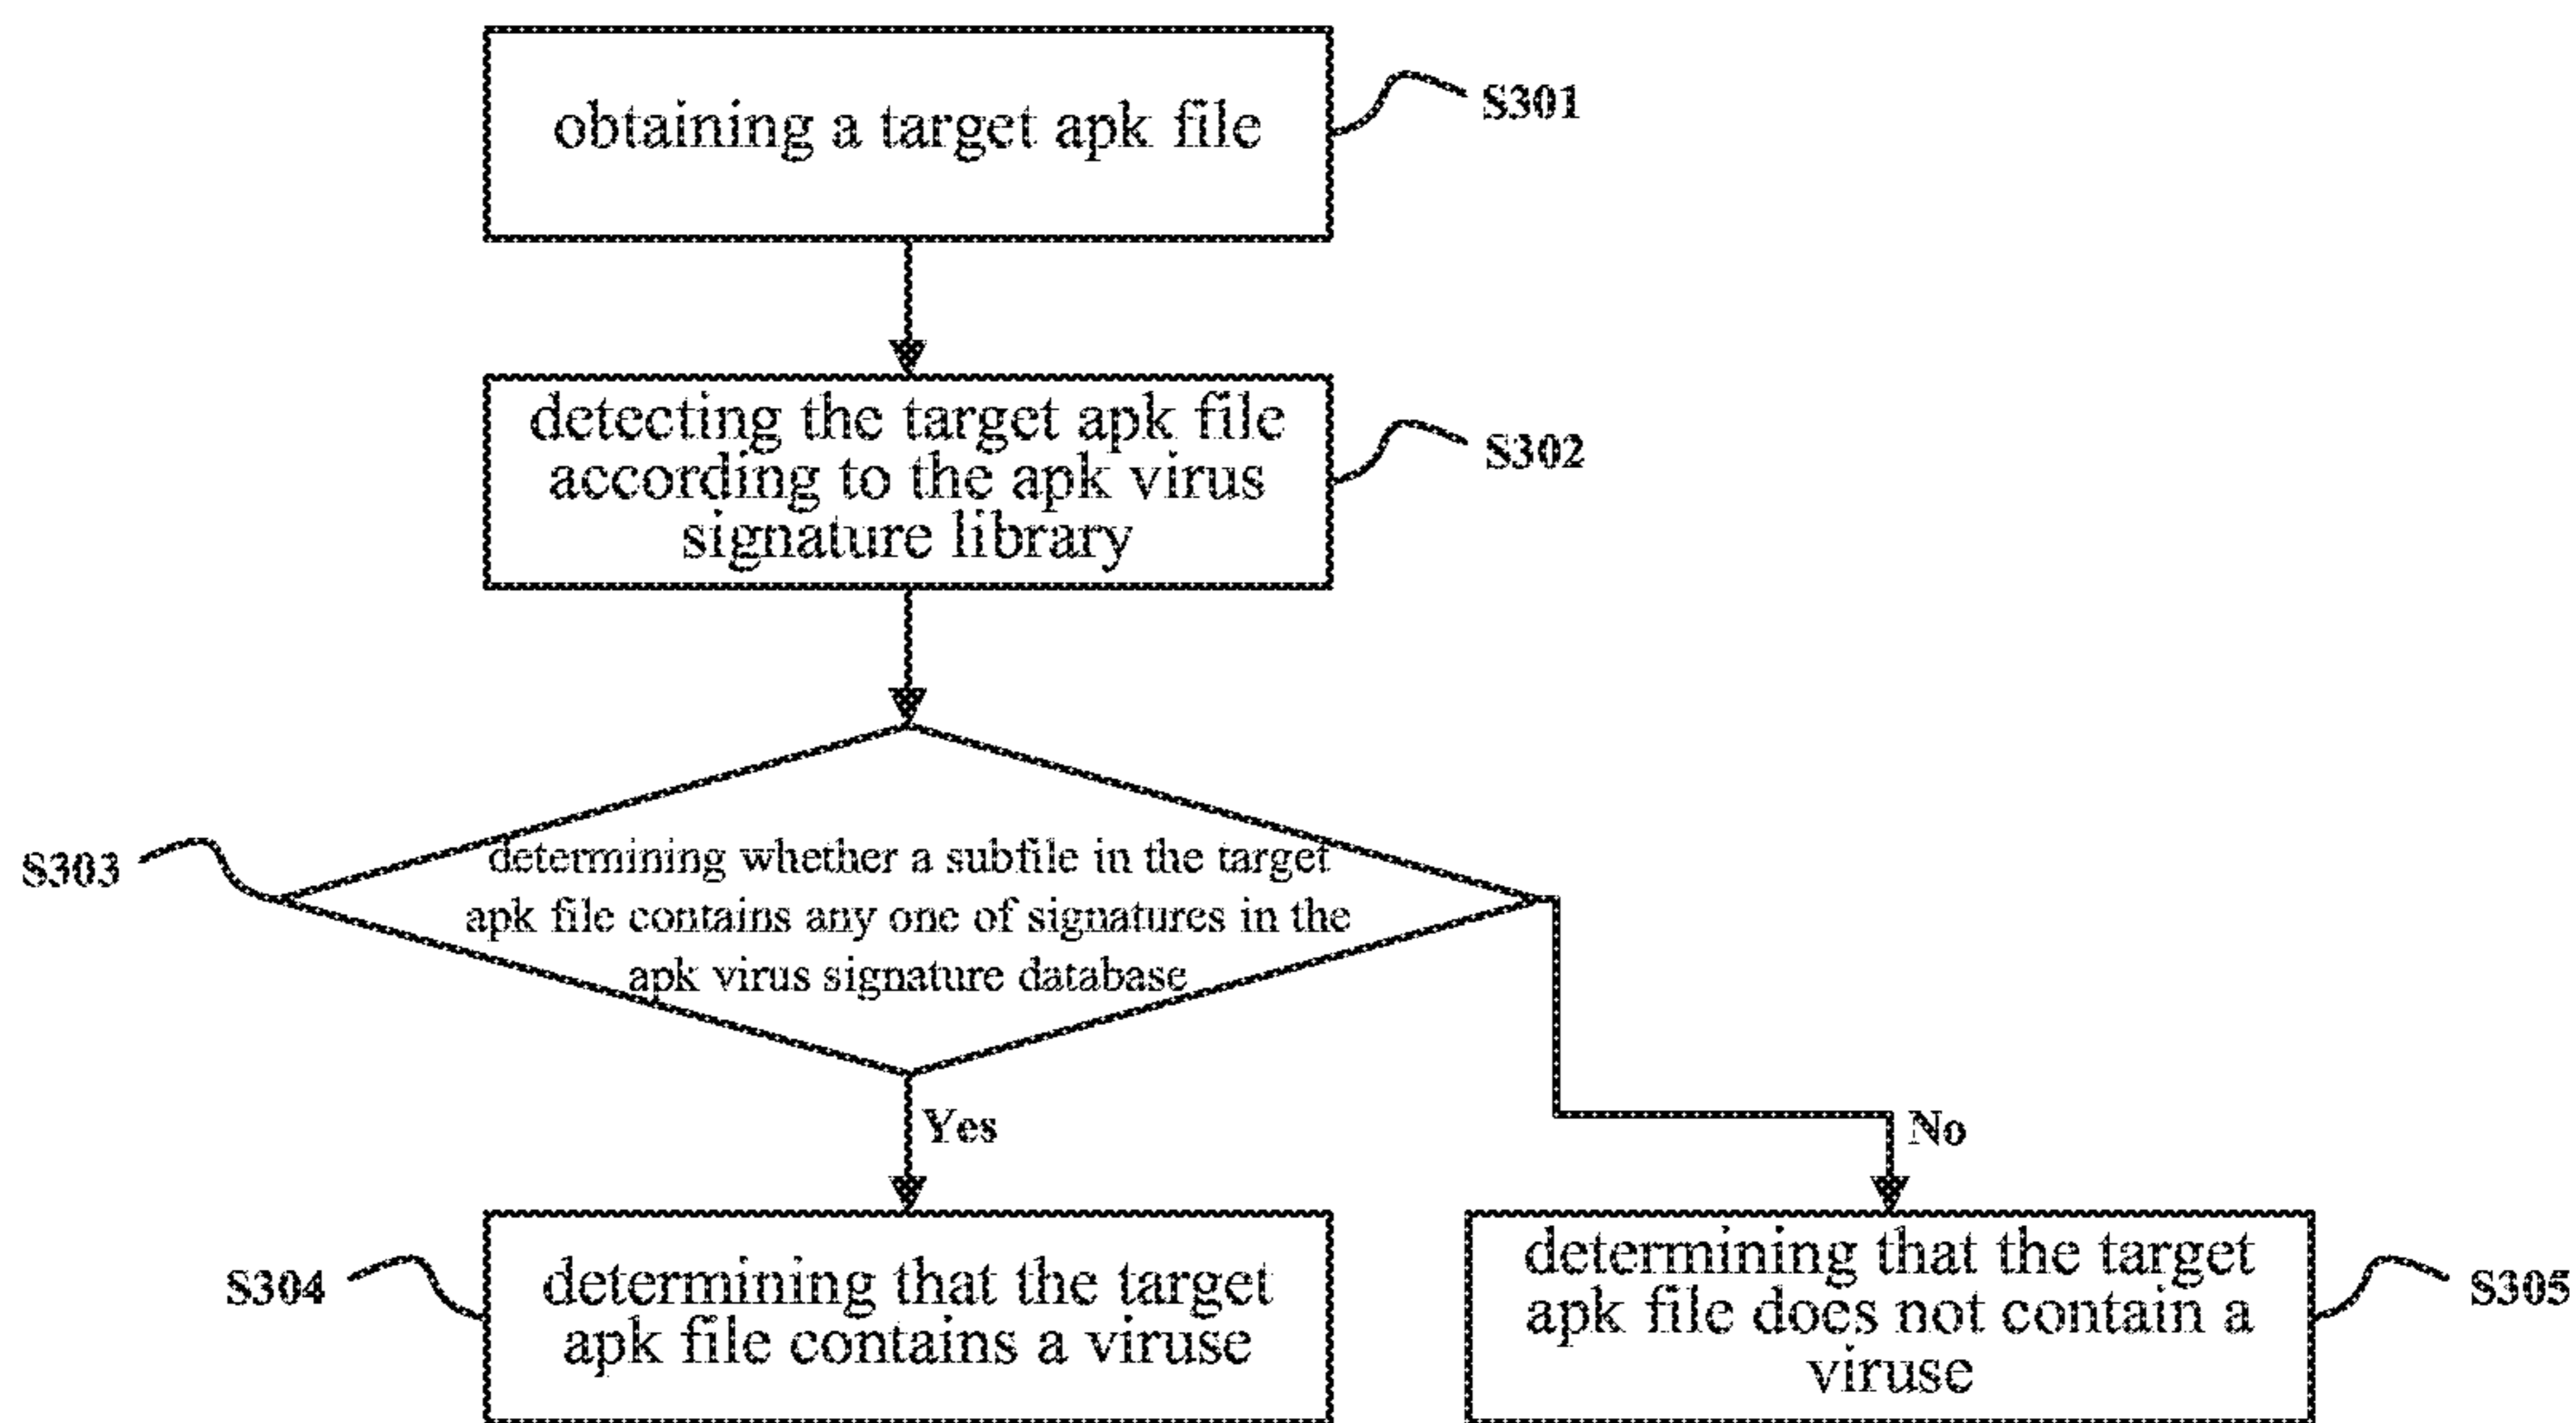 obtaining a target apk file
S301
detecting the target apk file
according to the apk virus
signature library
S302
determining whether a subfile in the target
apk file contains any one of signatures in the
apk virus signature database
S303
Yes
No
determining that the target
apk file contains a viruse
S304
determining that the target
apk file does not contain a
viruse
S305